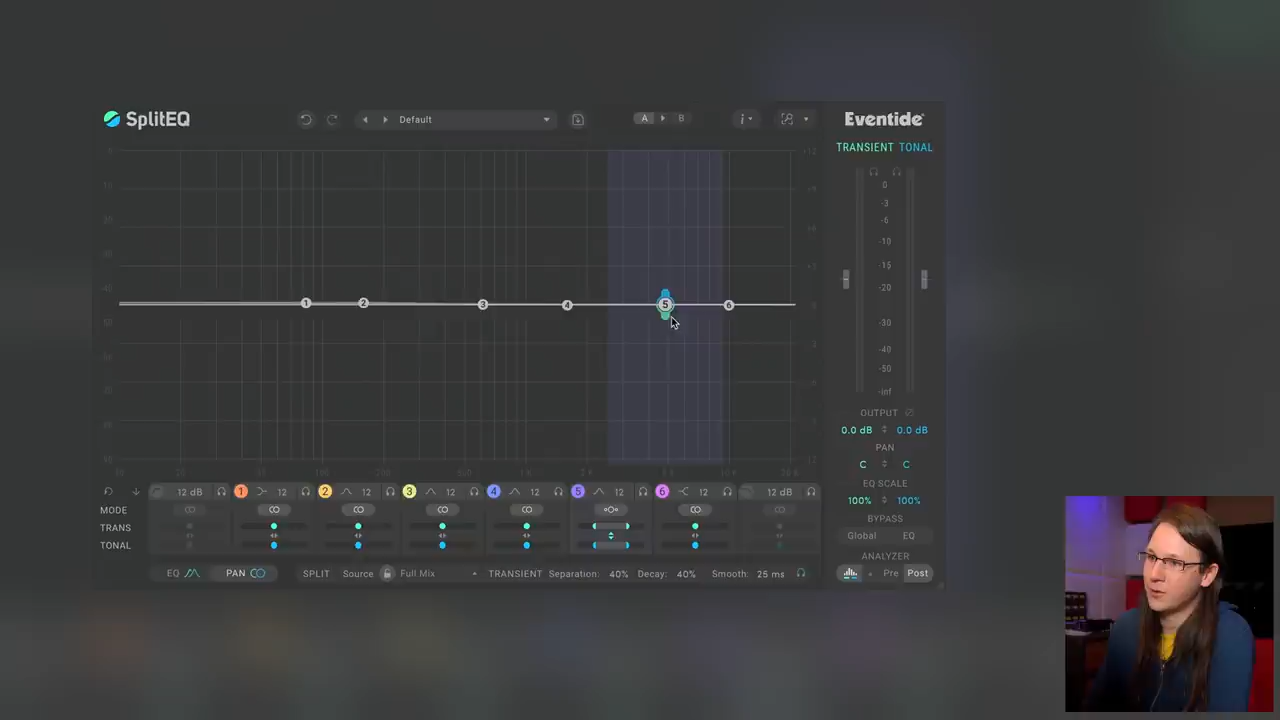 SplitEQ
Default
A
B
Eventide
TRANSIENT TONAL
0
-3
-6
-10
-15
-20
-30
-40
-50
-inf
1
2
3
4
5
6
OUTPUT
0.0 dB
0.0 dB
PAN
C
C
EQ SCALE
100%
100%
BYPASS
Global
EQ
ANALYZER
Pre
Post
12 dB
1
12
2
12
3
12
4
12
5
12
6
12
12 dB
MODE
TRANS
TONAL
EQ
PAN
SPLIT
Source
Full Mix
TRANSIENT
Separation: 40%
Decay: 40%
Smooth: 25 ms